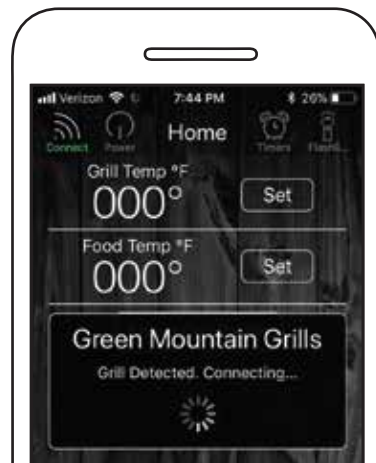 Verizon 7:44 PM 26%
Home
Connect Power Timers Flashli...
Grill Temp °F
000° Set
Food Temp °F
000° Set
Green Mountain Grills
Grill Detected. Connecting...